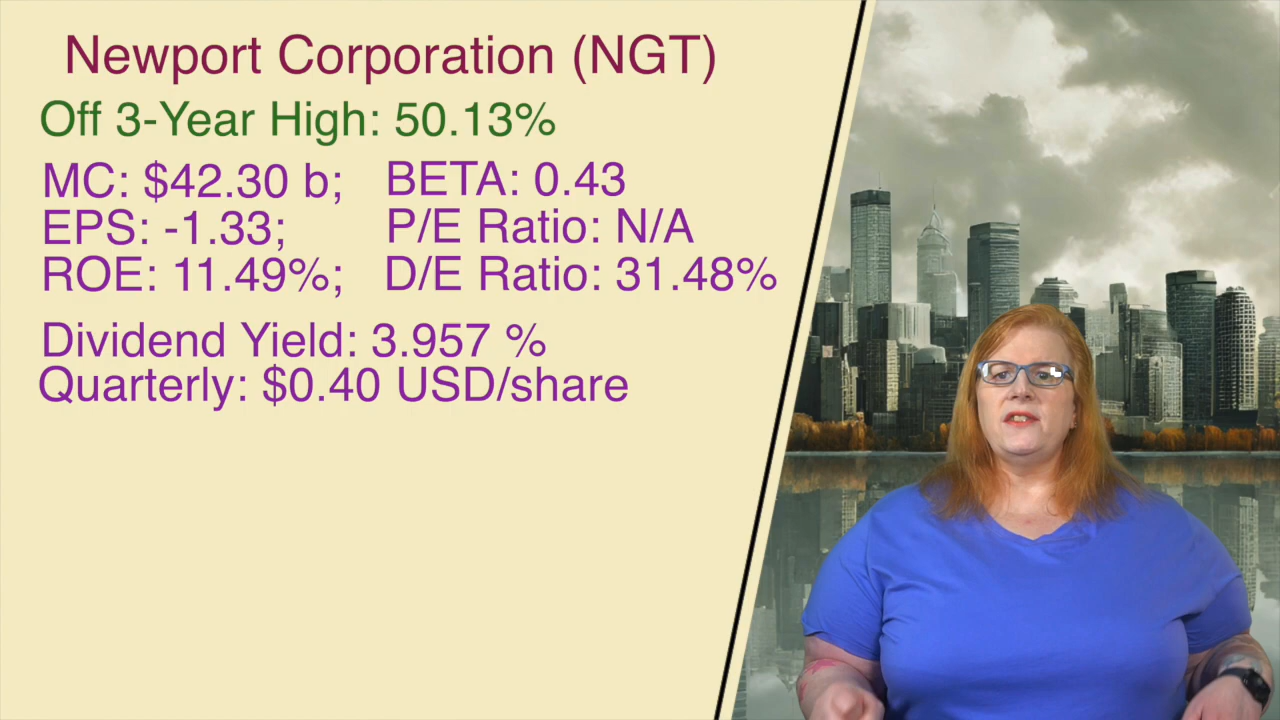 Newport Corporation (NGT)
Off 3-Year High: 50.13%
MC: $42.30 b; BETA: 0.43
EPS: -1.33; P/E Ratio: N/A
ROE: 11.49%; D/E Ratio: 31.48%
Dividend Yield: 3.957 %
Quarterly: $0.40 USD/share